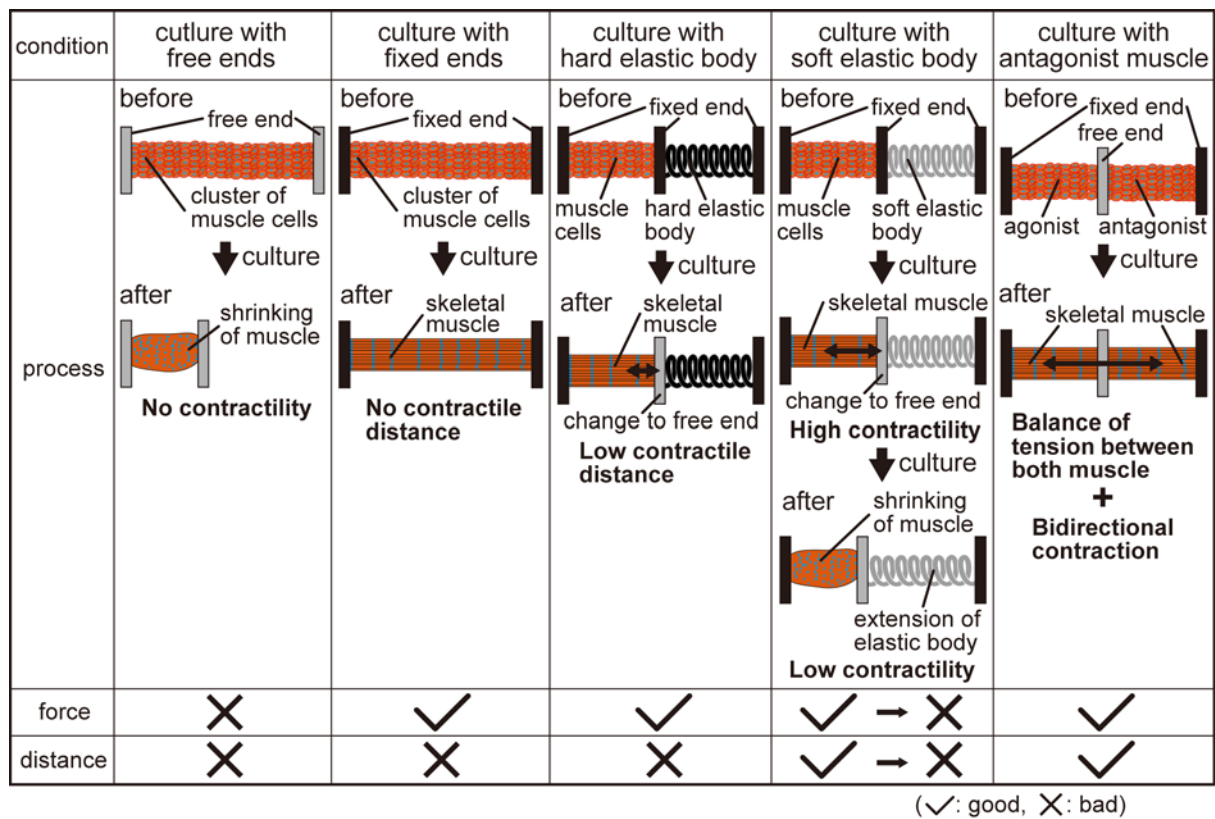 condition
cutlure with
free ends
culture with
fixed ends
culture with
hard elastic body
culture with
soft elastic body
culture with
antagonist muscle
process
before
free end
cluster of
muscle cells
culture
after
shrinking
of muscle
No contractility
before
fixed end
cluster of
muscle cells
culture
after
skeletal
muscle
No contractile
distance
before
fixed end
muscle
cells
hard elastic
body
culture
after
skeletal
muscle
change to free end
Low contractile
distance
before
fixed end
muscle
cells
soft elastic
body
culture
skeletal muscle
change to free end
High contractility
culture
after
shrinking
of muscle
extension of
elastic body
Low contractility
before
fixed end
free end
agonist
antagonist
culture
after
skeletal muscle
Balance of
tension between
both muscle
+
Bidirectional
contraction
force
✕
✓
✓
✓ → ✕
✓
distance
✕
✕
✕
✓ → ✕
✓
(✓: good, ✕: bad)